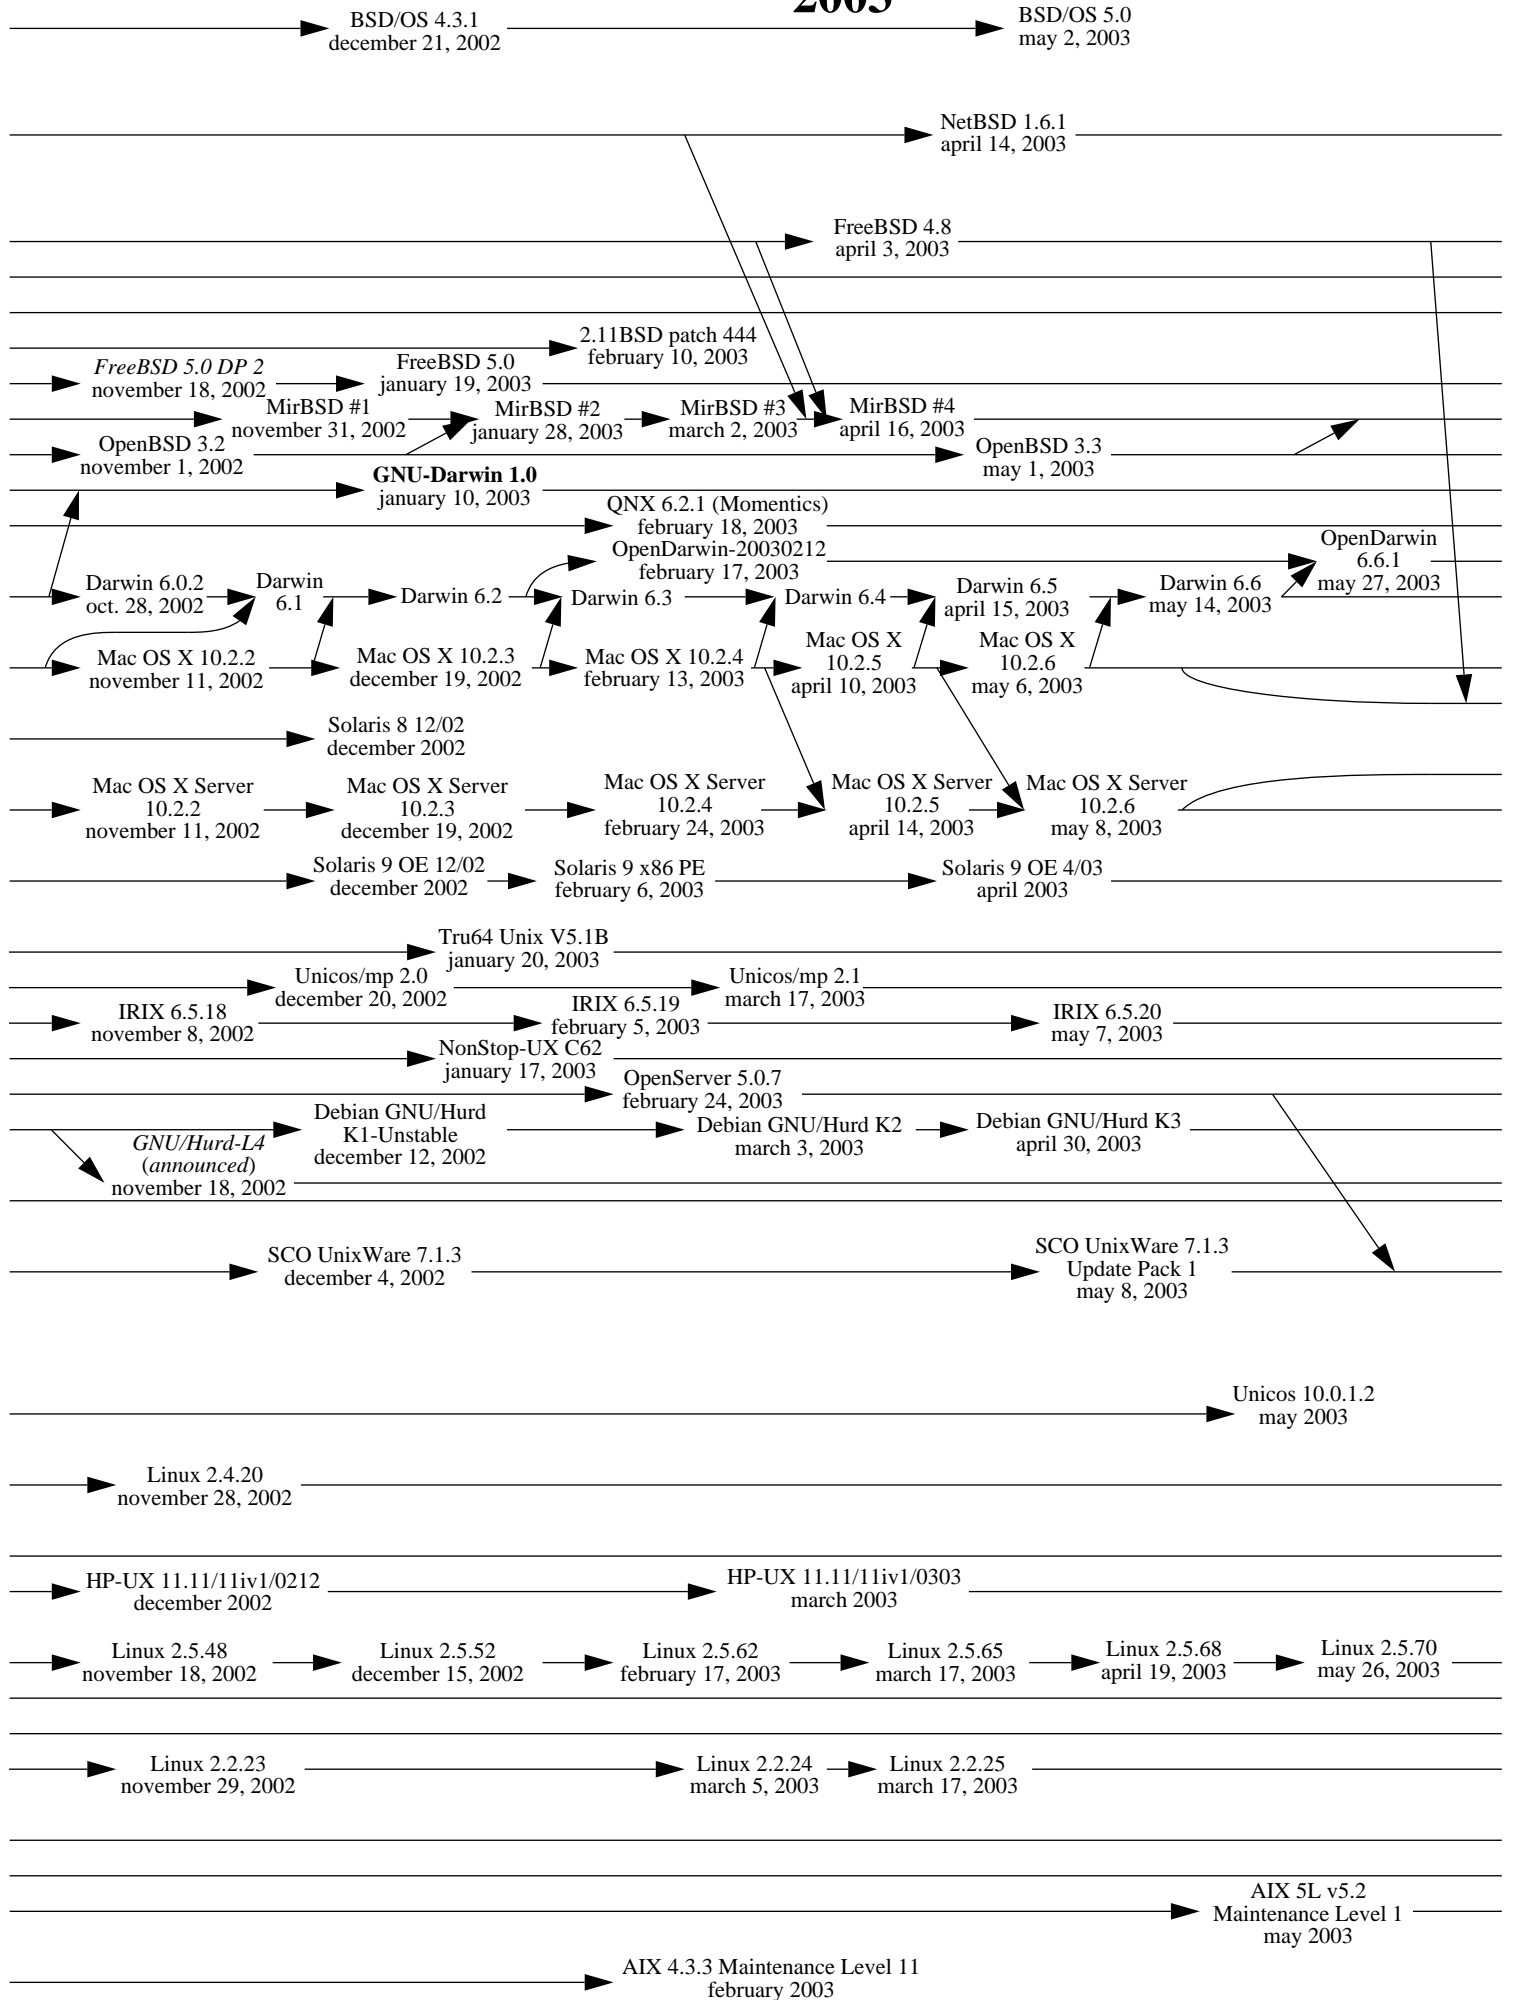 2003
BSD/OS 4.3.1
december 21, 2002
BSD/OS 5.0
may 2, 2003
NetBSD 1.6.1
april 14, 2003
FreeBSD 4.8
april 3, 2003
2.11BSD patch 444
february 10, 2003
FreeBSD 5.0 DP 2
november 18, 2002
FreeBSD 5.0
january 19, 2003
MirBSD #1
november 31, 2002
MirBSD #2
january 28, 2003
MirBSD #3
march 2, 2003
MirBSD #4
april 16, 2003
OpenBSD 3.2
november 1, 2002
OpenBSD 3.3
may 1, 2003
GNU-Darwin 1.0
january 10, 2003
QNX 6.2.1 (Momentics)
february 18, 2003
OpenDarwin-20030212
february 17, 2003
OpenDarwin
6.6.1
may 27, 2003
Darwin 6.0.2
oct. 28, 2002
Darwin
6.1
Darwin 6.2
Darwin 6.3
Darwin 6.4
Darwin 6.5
april 15, 2003
Darwin 6.6
may 14, 2003
Mac OS X 10.2.2
november 11, 2002
Mac OS X 10.2.3
december 19, 2002
Mac OS X 10.2.4
february 13, 2003
Mac OS X
10.2.5
april 10, 2003
Mac OS X
10.2.6
may 6, 2003
Solaris 8 12/02
december 2002
Mac OS X Server
10.2.2
november 11, 2002
Mac OS X Server
10.2.3
december 19, 2002
Mac OS X Server
10.2.4
february 24, 2003
Mac OS X Server
10.2.5
april 14, 2003
Mac OS X Server
10.2.6
may 8, 2003
Solaris 9 OE 12/02
december 2002
Solaris 9 x86 PE
february 6, 2003
Solaris 9 OE 4/03
april 2003
Tru64 Unix V5.1B
january 20, 2003
Unicos/mp 2.0
december 20, 2002
Unicos/mp 2.1
march 17, 2003
IRIX 6.5.18
november 8, 2002
IRIX 6.5.19
february 5, 2003
IRIX 6.5.20
may 7, 2003
NonStop-UX C62
january 17, 2003
OpenServer 5.0.7
february 24, 2003
GNU/Hurd-L4
(announced)
november 18, 2002
Debian GNU/Hurd
K1-Unstable
december 12, 2002
Debian GNU/Hurd K2
march 3, 2003
Debian GNU/Hurd K3
april 30, 2003
SCO UnixWare 7.1.3
december 4, 2002
SCO UnixWare 7.1.3
Update Pack 1
may 8, 2003
Unicos 10.0.1.2
may 2003
Linux 2.4.20
november 28, 2002
HP-UX 11.11/11iv1/0212
december 2002
HP-UX 11.11/11iv1/0303
march 2003
Linux 2.5.48
november 18, 2002
Linux 2.5.52
december 15, 2002
Linux 2.5.62
february 17, 2003
Linux 2.5.65
march 17, 2003
Linux 2.5.68
april 19, 2003
Linux 2.5.70
may 26, 2003
Linux 2.2.23
november 29, 2002
Linux 2.2.24
march 5, 2003
Linux 2.2.25
march 17, 2003
AIX 5L v5.2
Maintenance Level 1
may 2003
AIX 4.3.3 Maintenance Level 11
february 2003